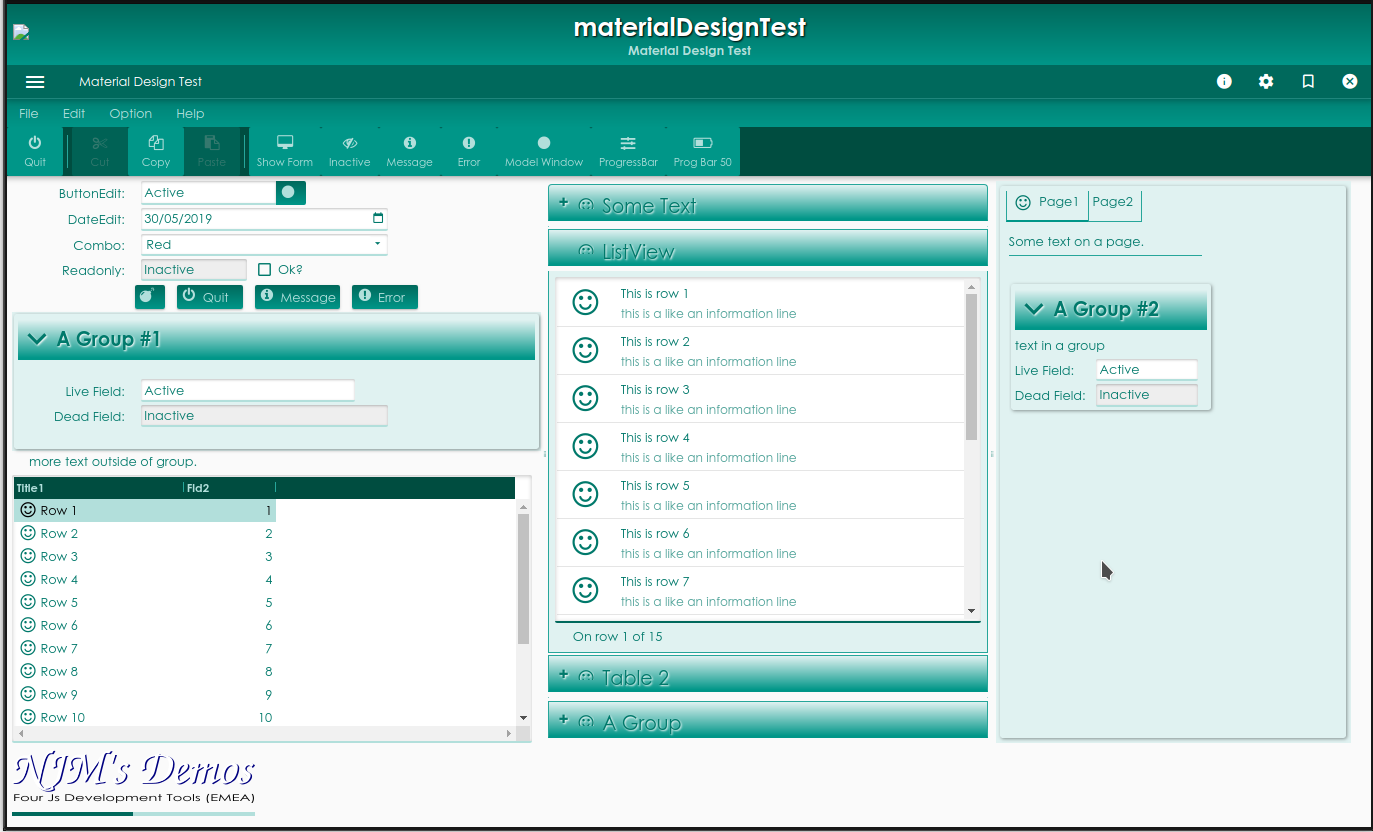 materialDesignTest
Material Design Test
Material Design Test
File Edit Option Help
Quit Cut Copy Paste Show Form Inactive Message Error Model Window ProgressBar Prog Bar 50
ButtonEdit: Active
DateEdit: 30/05/2019
Combo: Red
Readonly: Inactive Ok?
Quit Message Error
A Group #1
Live Field: Active
Dead Field: Inactive
more text outside of group.
Title1 Fld2
Row 1 1
Row 2 2
Row 3 3
Row 4 4
Row 5 5
Row 6 6
Row 7 7
Row 8 8
Row 9 9
Row 10 10
NJM's Demos
Four Js Development Tools (EMEA)
+ Some Text
ListView
This is row 1
this is a like an information line
This is row 2
this is a like an information line
This is row 3
this is a like an information line
This is row 4
this is a like an information line
This is row 5
this is a like an information line
This is row 6
this is a like an information line
This is row 7
this is a like an information line
On row 1 of 15
+ Table 2
+ A Group
Page1 Page2
Some text on a page.
A Group #2
text in a group
Live Field: Active
Dead Field: Inactive